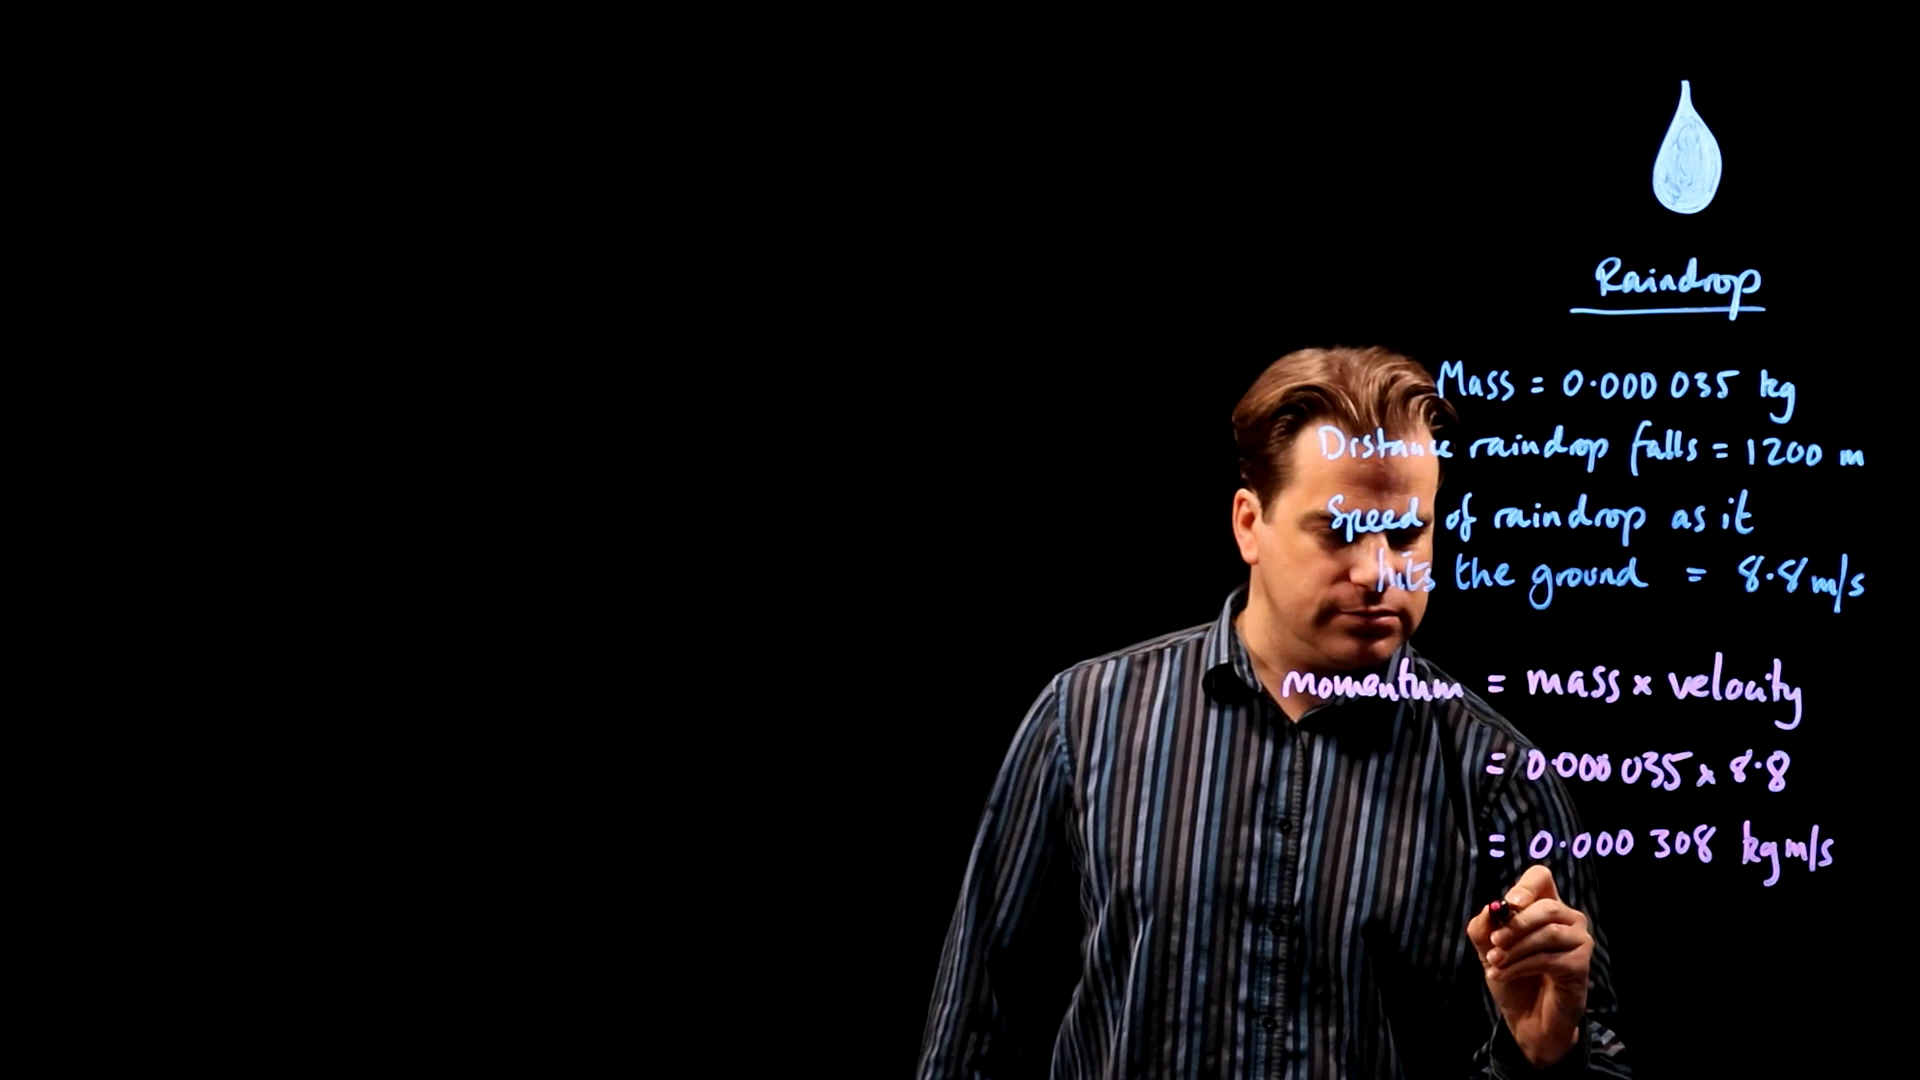 Raindrop
Mass = 0.000 035 kg
Distance raindrop falls = 1200 m
Speed of raindrop as it
hits the ground = 8.8 m/s
momentum = mass x velocity
= 0.000 035 x 8.8
= 0.000 308 kg m/s